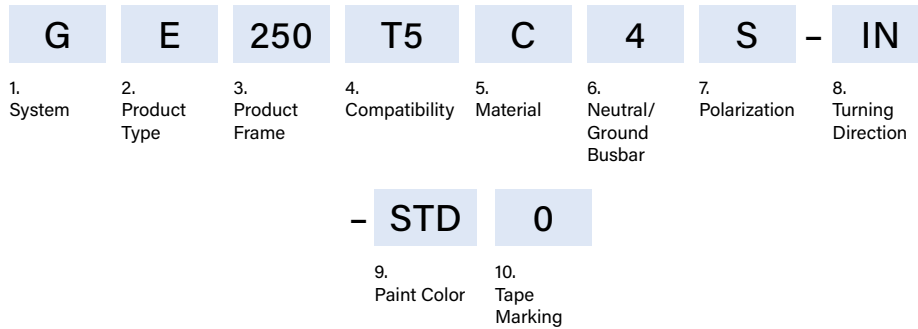 G E 250 T5 C 4 S – IN
1. 2. 3. 4. 5. 6. 7. 8.
System Product Product Compatibility Material Neutral/ Polarization Turning
Type Frame Ground Direction
Busbar
– STD 0
9. 10.
Paint Color Tape
Marking